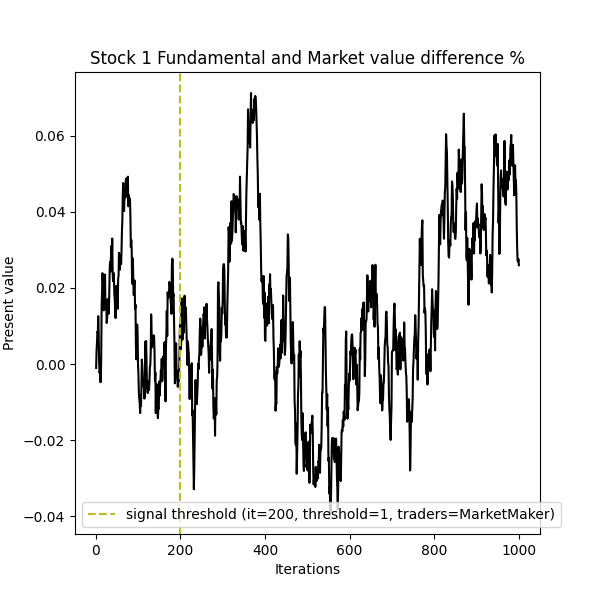 Stock 1 Fundamental and Market value difference %
Present value
0.06
0.04
0.02
0.00
−0.02
−0.04
signal threshold (it=200, threshold=1, traders=MarketMaker)
0 200 400 600 800 1000
Iterations